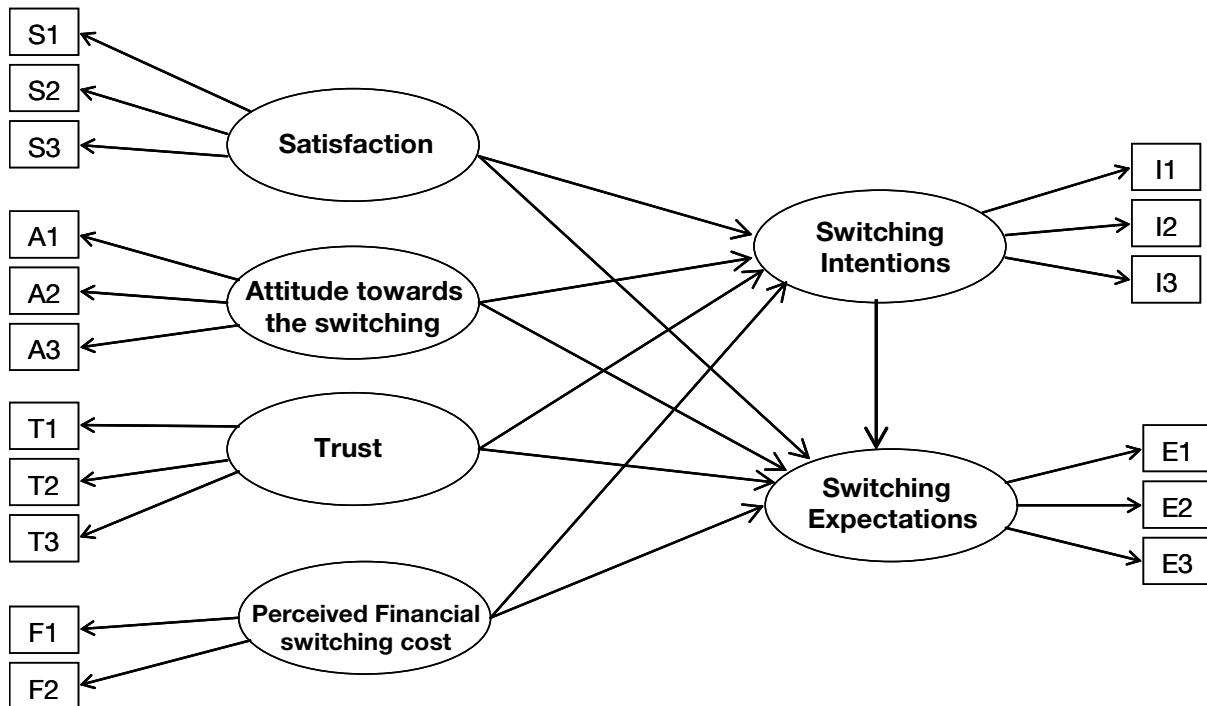 S1
S2
S3
Satisfaction
A1
A2
A3
Attitude towards
the switching
T1
T2
T3
Trust
F1
F2
Perceived Financial
switching cost
Switching
Intentions
I1
I2
I3
Switching
Expectations
E1
E2
E3